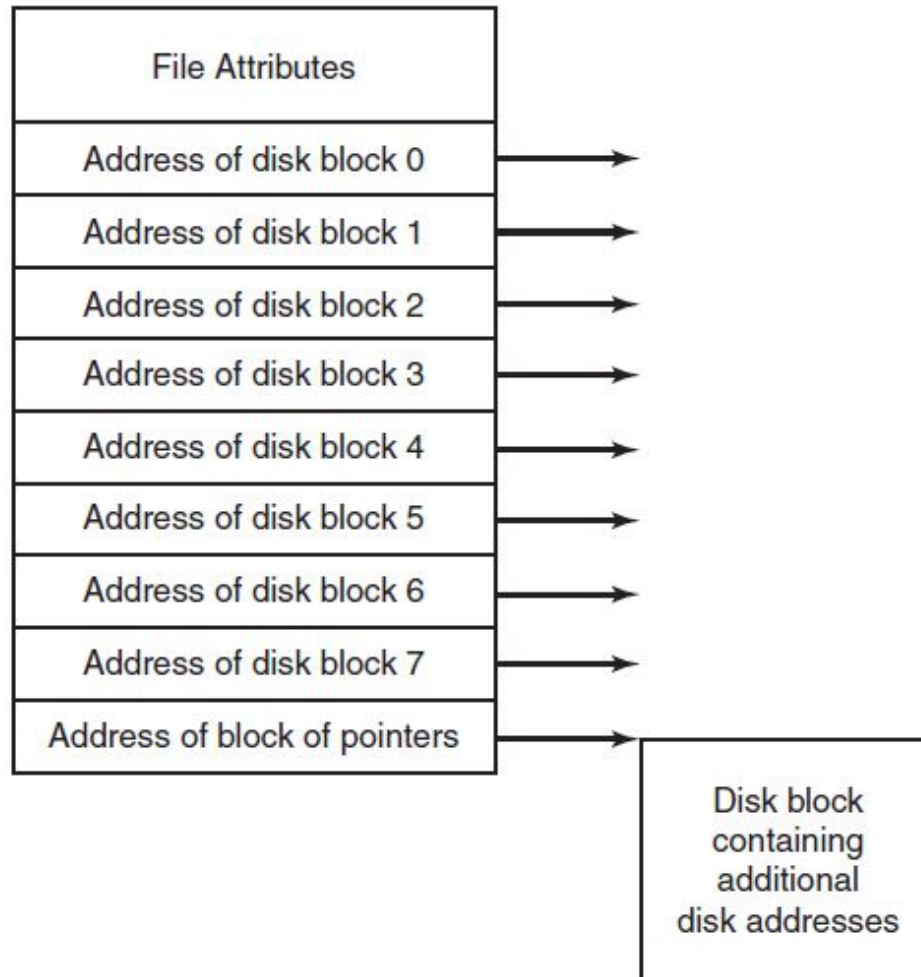 File Attributes
Address of disk block 0
Address of disk block 1
Address of disk block 2
Address of disk block 3
Address of disk block 4
Address of disk block 5
Address of disk block 6
Address of disk block 7
Address of block of pointers
Disk block
containing
additional
disk addresses